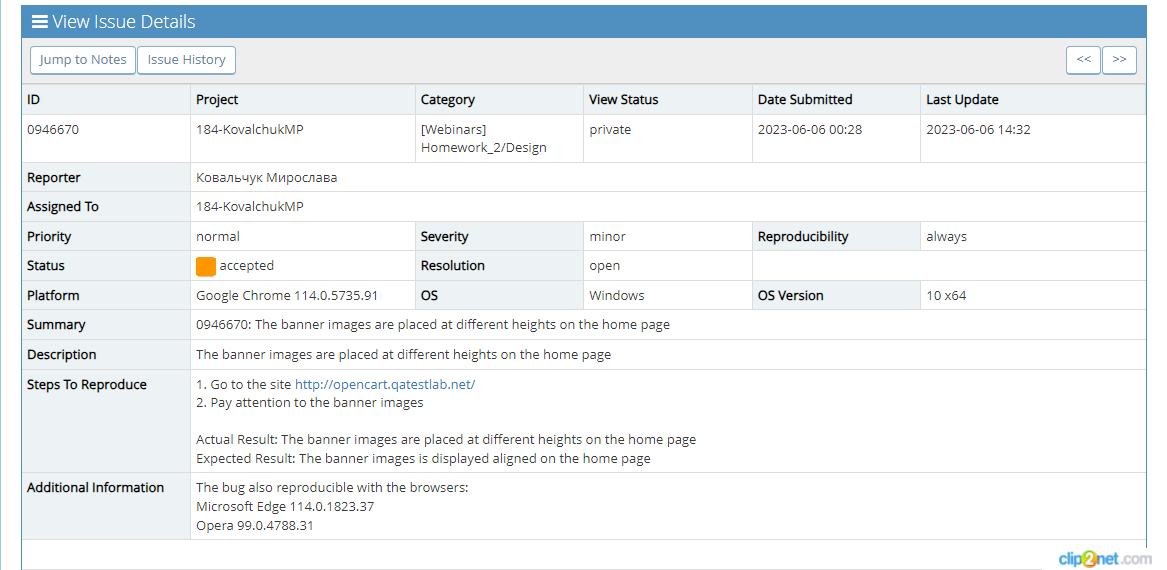 View Issue Details
Jump to Notes Issue History << >>
ID Project Category View Status Date Submitted Last Update
0946670 184-KovalchukMP [Webinars] private 2023-06-06 00:28 2023-06-06 14:32
Homework_2/Design
Reporter Ковальчук Мирослава
Assigned To 184-KovalchukMP
Priority normal Severity minor Reproducibility always
Status accepted Resolution open
Platform Google Chrome 114.0.5735.91 OS Windows OS Version 10 x64
Summary 0946670: The banner images are placed at different heights on the home page
Description The banner images are placed at different heights on the home page
Steps To Reproduce 1. Go to the site http://opencart.qatestlab.net/
2. Pay attention to the banner images
Actual Result: The banner images are placed at different heights on the home page
Expected Result: The banner images is displayed aligned on the home page
Additional Information The bug also reproducible with the browsers:
Microsoft Edge 114.0.1823.37
Opera 99.0.4788.31
clip2net.com